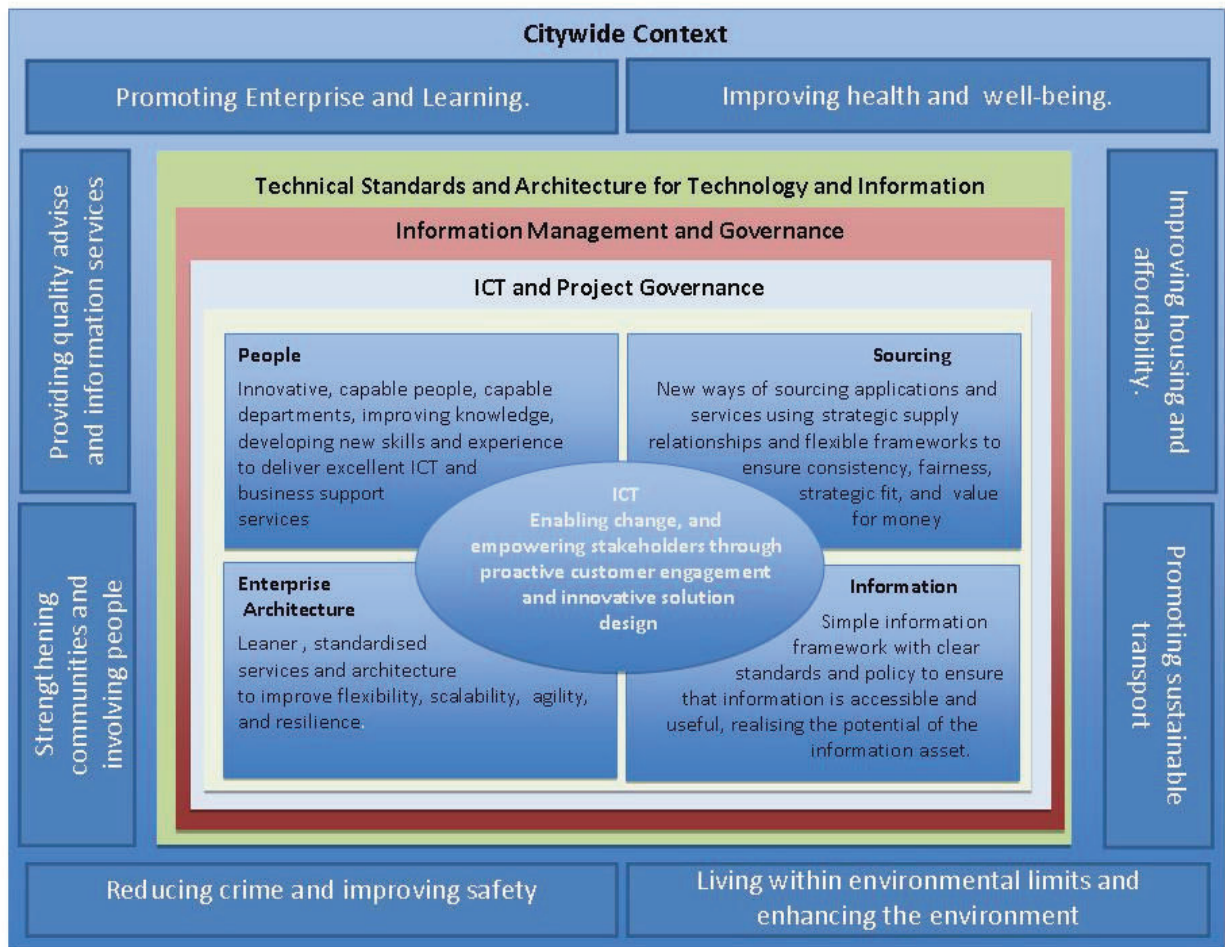 Citywide Context
Promoting Enterprise and Learning.
Improving health and well-being.
Providing quality advise
and information services
Strengthening
communities and
involving people
Technical Standards and Architecture for Technology and Information
Information Management and Governance
ICT and Project Governance
People
Innovative, capable people, capable
departments, improving knowledge,
developing new skills and experience
to deliver excellent ICT and
business support
services
Sourcing
New ways of sourcing applications and
services using strategic supply
relationships and flexible frameworks to
ensure consistency, fairness,
strategic fit, and value
for money
ICT
Enabling change, and
empowering stakeholders through
proactive customer engagement
and innovative solution
design
Enterprise
Architecture
Leaner , standardised
services and architecture
to improve flexibility, scalability, agility,
and resilience.
Information
Simple information
framework with clear
standards and policy to ensure
that information is accessible and
useful, realising the potential of the
information asset.
Improving housing and
affordability.
Promoting sustainable
transport
Reducing crime and improving safety
Living within environmental limits and
enhancing the environment